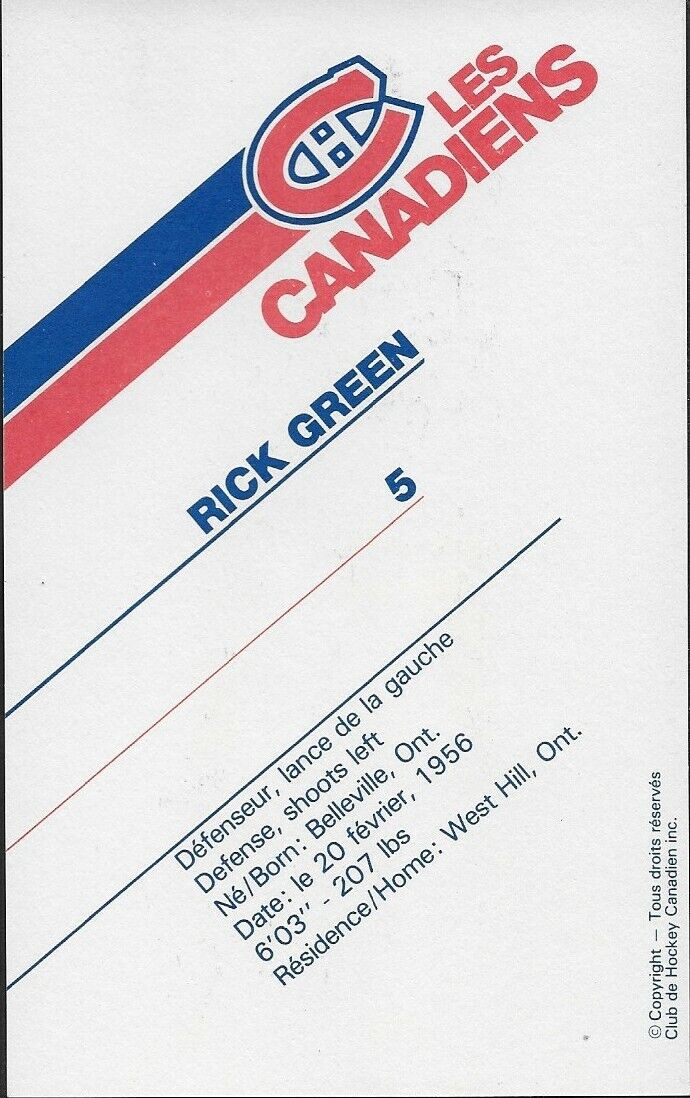 LES
CANADIENS
RICK GREEN
5
Défenseur, lance de la gauche
Defense, shoots left
Né/Born: Belleville, Ont.
Date: le 20 février, 1956
6'03" - 207 lbs
Résidence/Home: West Hill, Ont.
© Copyright — Tous droits réservés
Club de Hockey Canadien inc.